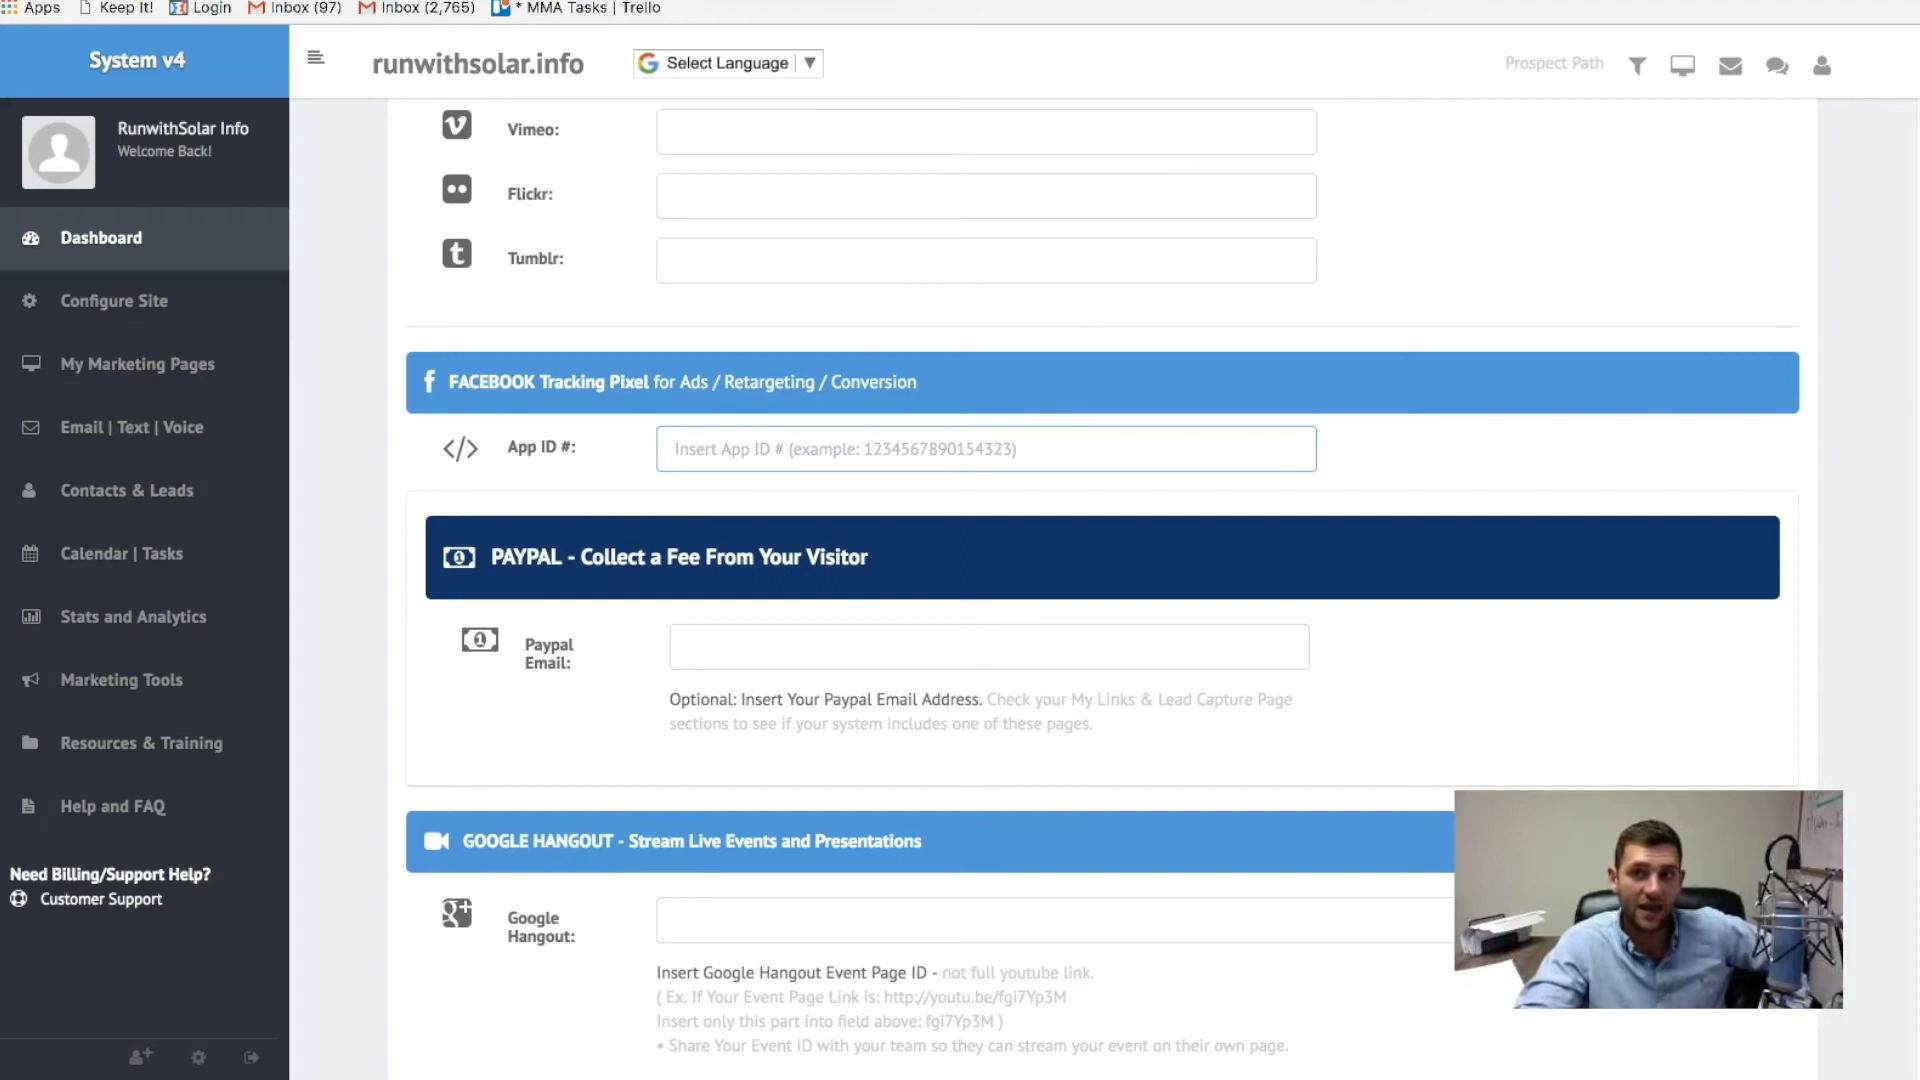 Apps Keep It! Login Inbox (97) Inbox (2,765) * MMA Tasks | Trello
System v4
runwithsolar.info
Select Language ▼
Prospect Path
RunwithSolar Info
Welcome Back!
Dashboard
Configure Site
My Marketing Pages
Email | Text | Voice
Contacts & Leads
Calendar | Tasks
Stats and Analytics
Marketing Tools
Resources & Training
Help and FAQ
Need Billing/Support Help?
Customer Support
Vimeo:
Flickr:
Tumblr:
FACEBOOK Tracking Pixel for Ads / Retargeting / Conversion
App ID #:
Insert App ID # (example: 1234567890154323)
PAYPAL - Collect a Fee From Your Visitor
Paypal
Email:
Optional: Insert Your Paypal Email Address. Check your My Links & Lead Capture Page
sections to see if your system includes one of these pages.
GOOGLE HANGOUT - Stream Live Events and Presentations
Google
Hangout:
Insert Google Hangout Event Page ID - not full youtube link.
( Ex. If Your Event Page Link is: http://youtu.be/fgi7Yp3M
Insert only this part into field above: fgi7Yp3M )
• Share Your Event ID with your team so they can stream your event on their own page.